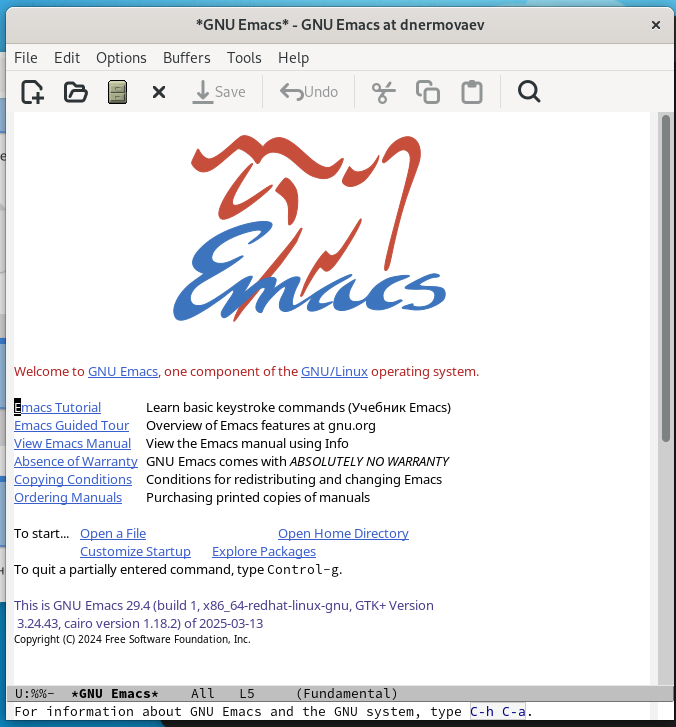 *GNU Emacs* - GNU Emacs at dnermovaev
File Edit Options Buffers Tools Help
Save Undo
Emacs
Welcome to GNU Emacs, one component of the GNU/Linux operating system.
Emacs Tutorial Learn basic keystroke commands (Учебник Emacs)
Emacs Guided Tour Overview of Emacs features at gnu.org
View Emacs Manual View the Emacs manual using Info
Absence of Warranty GNU Emacs comes with ABSOLUTELY NO WARRANTY
Copying Conditions Conditions for redistributing and changing Emacs
Ordering Manuals Purchasing printed copies of manuals
To start... Open a File Open Home Directory
Customize Startup Explore Packages
To quit a partially entered command, type Control-g.
This is GNU Emacs 29.4 (build 1, x86_64-redhat-linux-gnu, GTK+ Version
3.24.43, cairo version 1.18.2) of 2025-03-13
Copyright (C) 2024 Free Software Foundation, Inc.
U:%%- *GNU Emacs* All L5 (Fundamental)
For information about GNU Emacs and the GNU system, type C-h C-a.